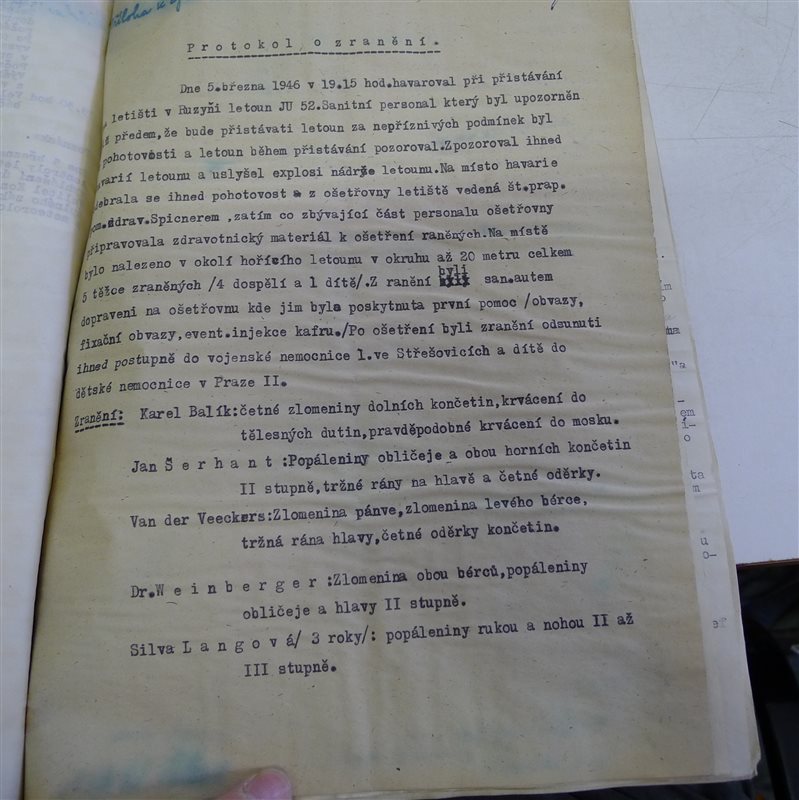 Protokol o zranění.
Dne 5.března 1946 v 19.15 hod.havaroval při přistávání
letišti v Ruzyňi letoun JU 52.Sanitní personal který byl upozorněn
předem,že bude přistávati letoun za nepříznivých podmínek byl
pohotovosti a letoun během přistávání pozoroval.Zpozoroval ihned
havarií letounu a uslyšel explosi nádrže letounu.Na místo havarie
odebrala se ihned pohotovost z ošetřovny letiště vedená št.prap.
zdrav.Spicnerem ,zatím co zbývající část personalu ošetřovny
připravovala zdravotnický materiál k ošetření raněných.Na místě
bylo nalezeno v okolí hořícího letounu v okruhu až 20 metru celkem
5 těžce zraněných /4 dospělí a 1 dítě/.Z ranění byli san.autem
dopraveni na ošetřovnu kde jim byla poskytnuta první pomoc /obvazy,
fixační obvazy,event.injekce kafru./Po ošetření byli zranění odsunuti
ihned postupně do vojenské nemocnice 1.ve Střešovicích a dítě do
dětské nemocnice v Praze II.
Zranění: Karel Balík:četné zlomeniny dolních končetin,krvácení do
tělesných dutin,pravděpodobné krvácení do mosku.
Jan Šerhant:Popáleniny obličeje a obou horních končetin
II stupně,tržné rány na hlavě a četné oděrky.
Van der Veeckers:Zlomenina pánve,zlomenina levého bérce,
tržná rána hlavy,četné oděrky končetin.
Dr.Weinberger:Zlomenina obou bérců,popáleniny
obličeje a hlavy II stupně.
Silva Langová/ 3 roky/: popáleniny rukou a nohou II až
III stupně.